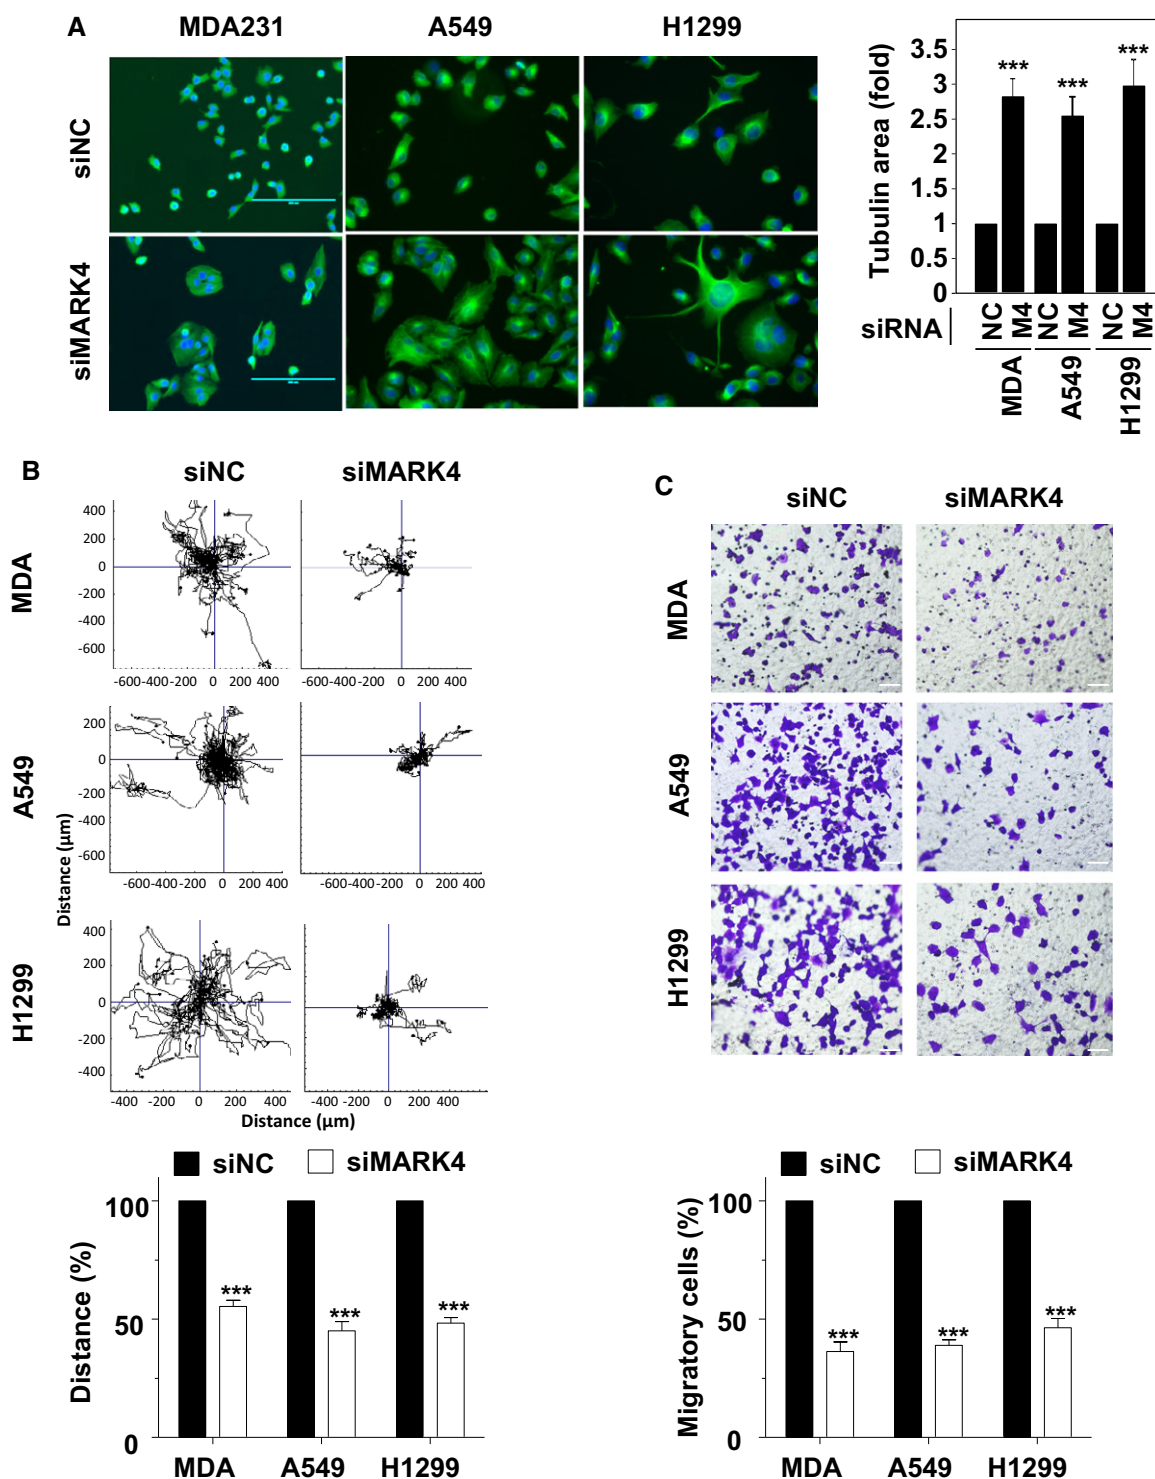 A
MDA231
A549
H1299
siNC
siMARK4
Tubulin area (fold)
3.5
3
2.5
2
1.5
1
0.5
0
***
***
***
siRNA
NC
M4
NC
M4
NC
M4
MDA
A549
H1299
B
siNC
siMARK4
MDA
400
200
0
-200
-400
-600
-600-400 -200 0 200 400
-600-400-200 0 200 400
A549
200
0
-200
-400
-600
-600 -400 -200 0 200 400
-600 -400 -200 0 200 400
Distance (µm)
H1299
400
200
0
-200
-400
-400 -200 0 200 400
-400 -200 0 200 400
Distance (µm)
siNC
siMARK4
Distance (%)
100
50
0
***
***
***
MDA
A549
H1299
C
siNC
siMARK4
MDA
A549
H1299
siNC
siMARK4
Migratory cells (%)
100
50
0
***
***
***
MDA
A549
H1299